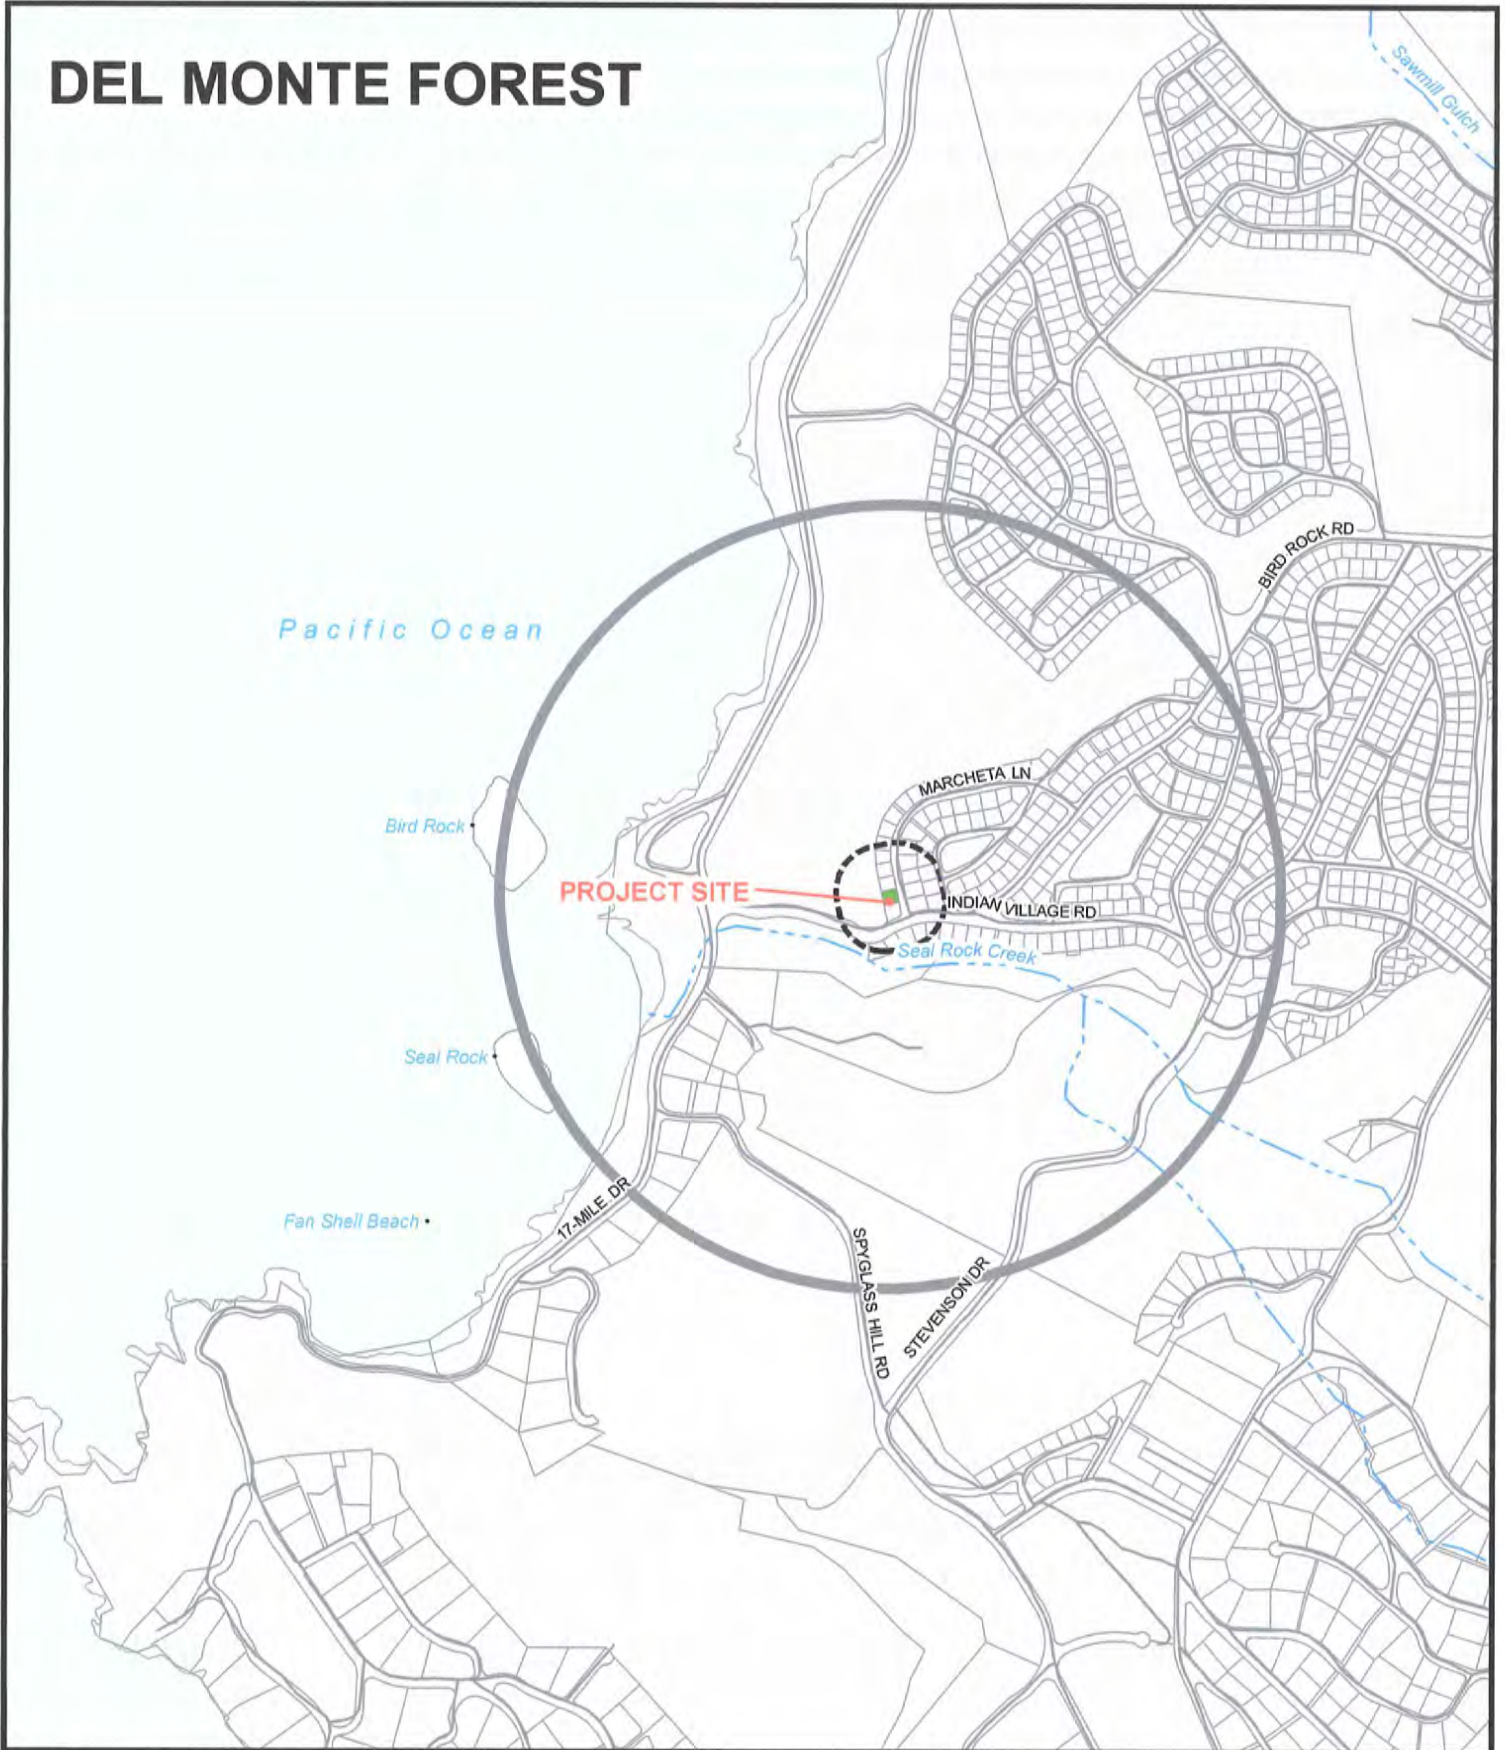 DEL MONTE FOREST
Sawmill Gulch
BIRD ROCK RD
Pacific Ocean
MARCHETA LN
Bird Rock
PROJECT SITE
INDIAN VILLAGE RD
Seal Rock Creek
Seal Rock
17-MILE DR
Fan Shell Beach
SPYGLASS HILL RD
STEVENSON DR